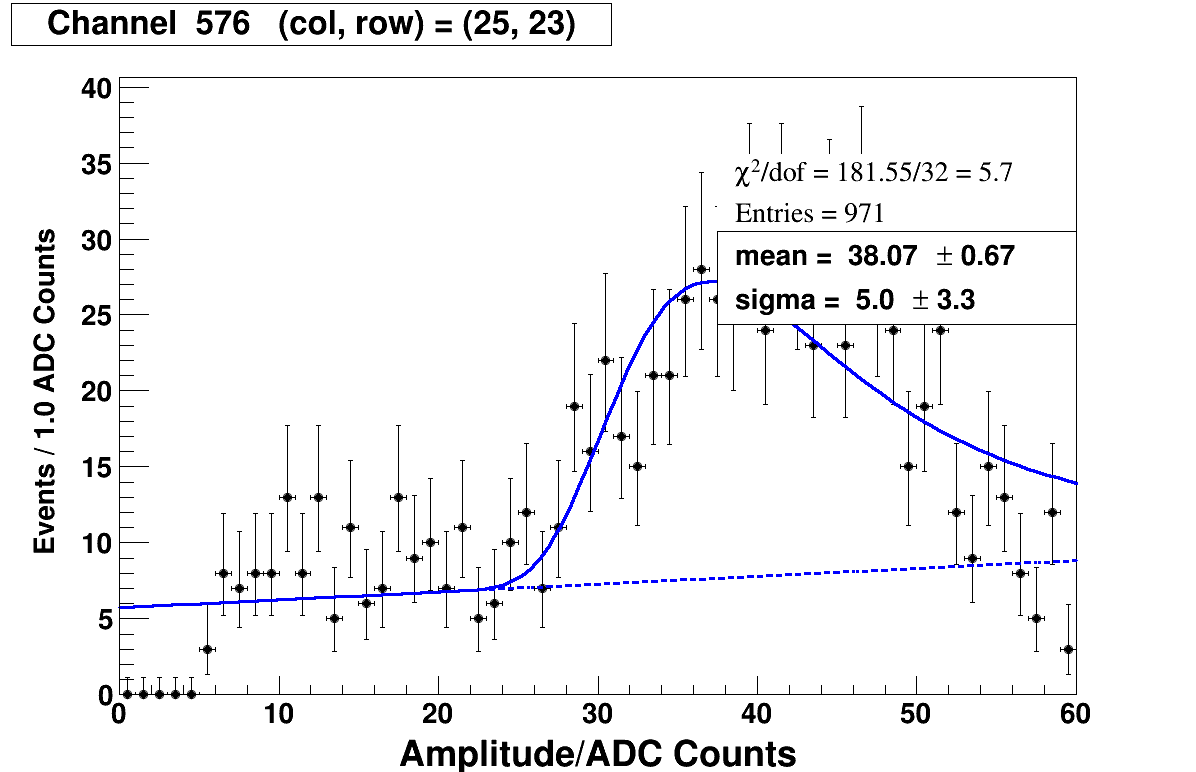 Channel 576 (col, row) = (25, 23)
40
35
30
25
20
15
10
5
0
Events / 1.0 ADC Counts
χ²/dof = 181.55/32 = 5.7
Entries = 971
mean = 38.07 ± 0.67
sigma = 5.0 ± 3.3
0 10 20 30 40 50 60
Amplitude/ADC Counts